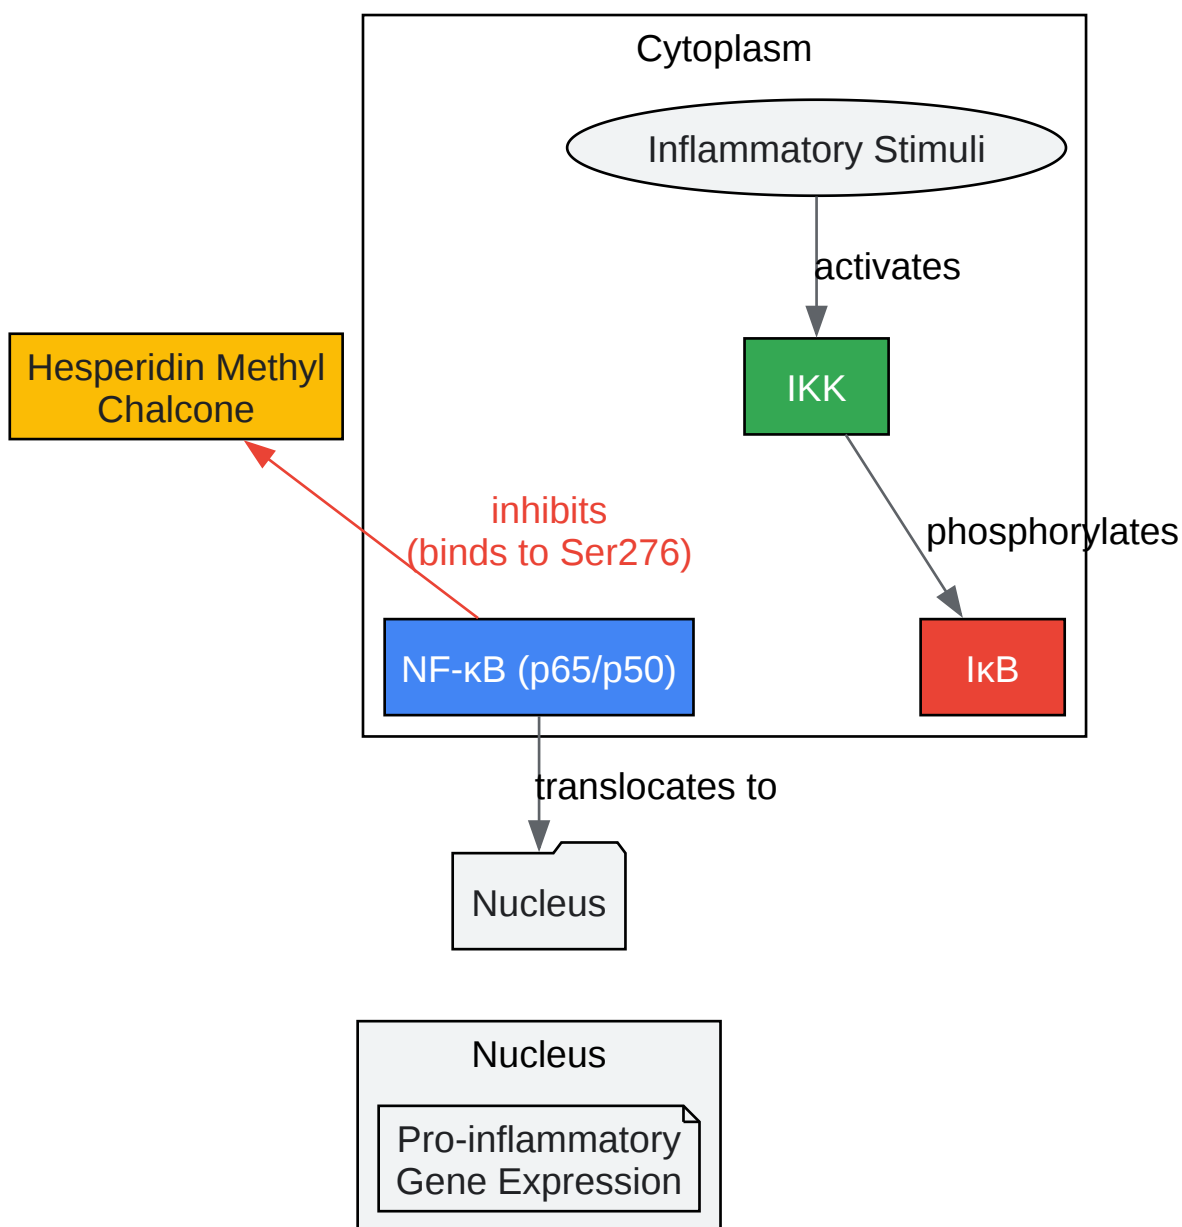 Cytoplasm
Inflammatory Stimuli
activates
IKK
Hesperidin Methyl
Chalcone
inhibits
(binds to Ser276)
phosphorylates
NF-κB (p65/p50)
IκB
translocates to
Nucleus
Nucleus
Pro-inflammatory
Gene Expression